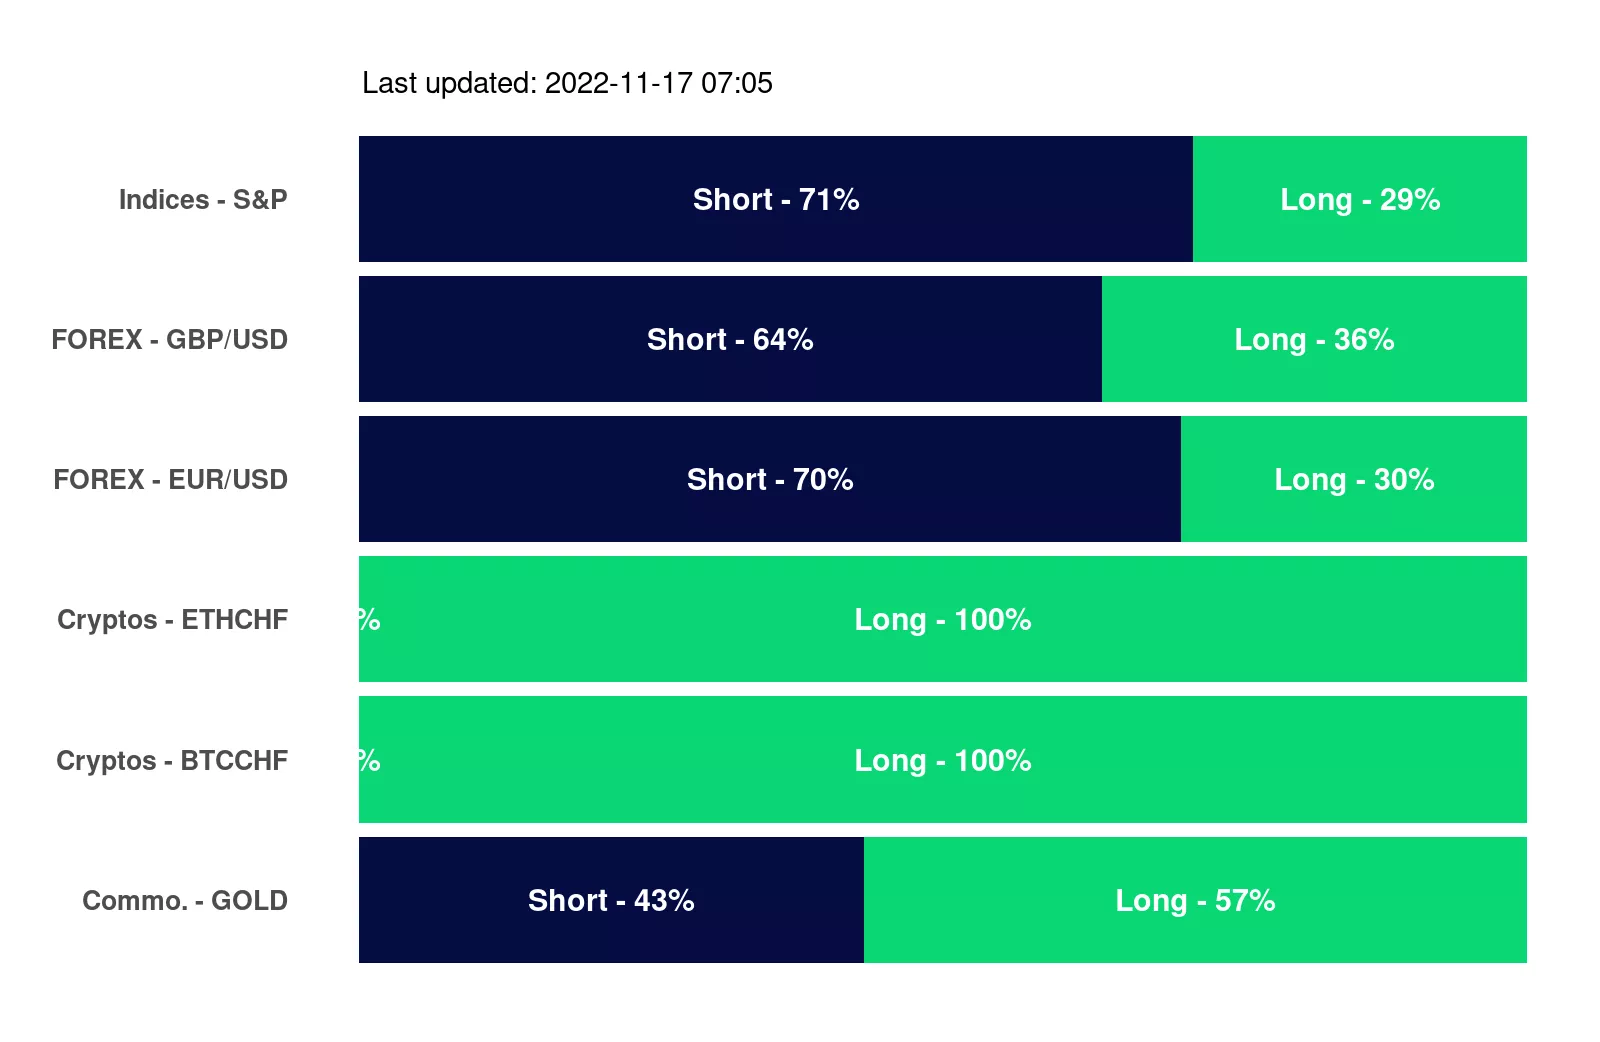 Last updated: 2022-11-17 07:05
Indices - S&P Short - 71% Long - 29%
FOREX - GBP/USD Short - 64% Long - 36%
FOREX - EUR/USD Short - 70% Long - 30%
Cryptos - ETHCHF % Long - 100%
Cryptos - BTCCHF % Long - 100%
Commo. - GOLD Short - 43% Long - 57%